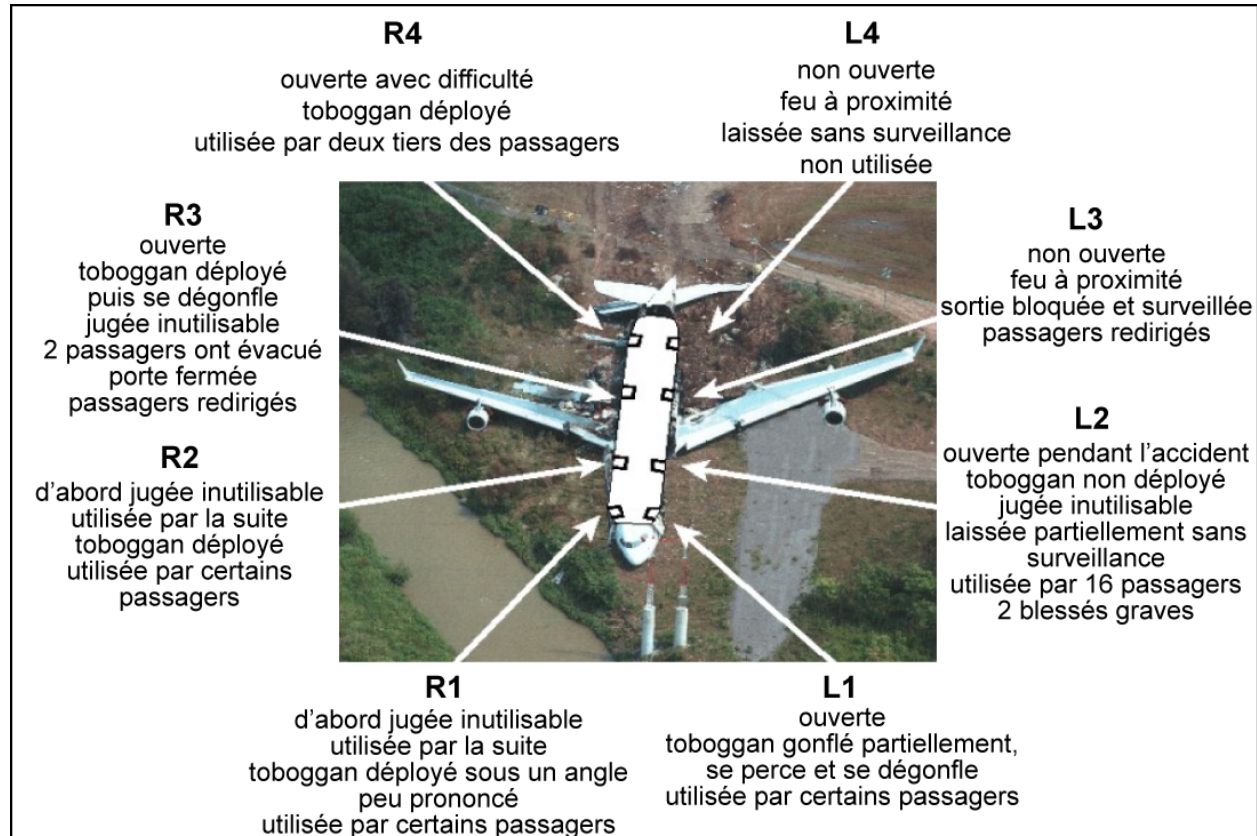 R4
ouverte avec difficulté
toboggan déployé
utilisée par deux tiers des passagers
L4
non ouverte
feu à proximité
laissée sans surveillance
non utilisée
R3
ouverte
toboggan déployé
puis se dégonfle
jugée inutilisable
2 passagers ont évacué
porte fermée
passagers redirigés
L3
non ouverte
feu à proximité
sortie bloquée et surveillée
passagers redirigés
R2
d'abord jugée inutilisable
utilisée par la suite
toboggan déployé
utilisée par certains
passagers
L2
ouverte pendant l'accident
toboggan non déployé
jugée inutilisable
laissée partiellement sans
surveillance
utilisée par 16 passagers
2 blessés graves
R1
d'abord jugée inutilisable
utilisée par la suite
toboggan déployé sous un angle
peu prononcé
utilisée par certains passagers
L1
ouverte
toboggan gonflé partiellement,
se perce et se dégonfle
utilisée par certains passagers